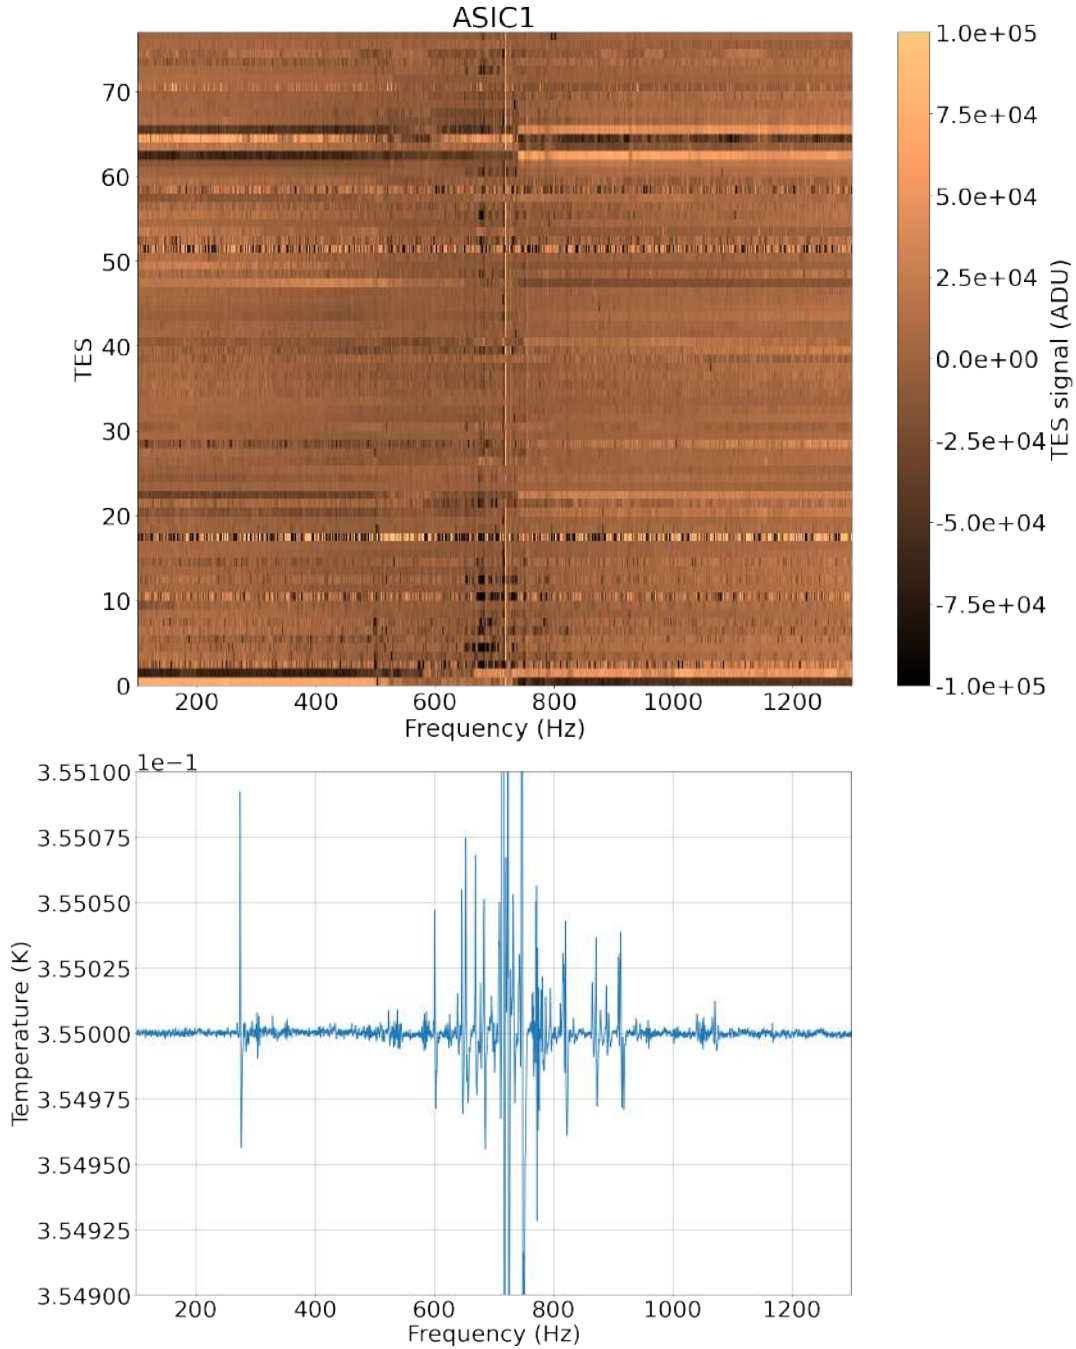 ASIC1
TES
70
60
50
40
30
20
10
0
200 400 600 800 1000 1200
Frequency (Hz)
1.0e+05
7.5e+04
5.0e+04
2.5e+04
0.0e+00
-2.5e+04
-5.0e+04
-7.5e+04
-1.0e+05
TES signal (ADU)
1e−1
Temperature (K)
3.55100
3.55075
3.55050
3.55025
3.55000
3.54975
3.54950
3.54925
3.54900
200 400 600 800 1000 1200
Frequency (Hz)